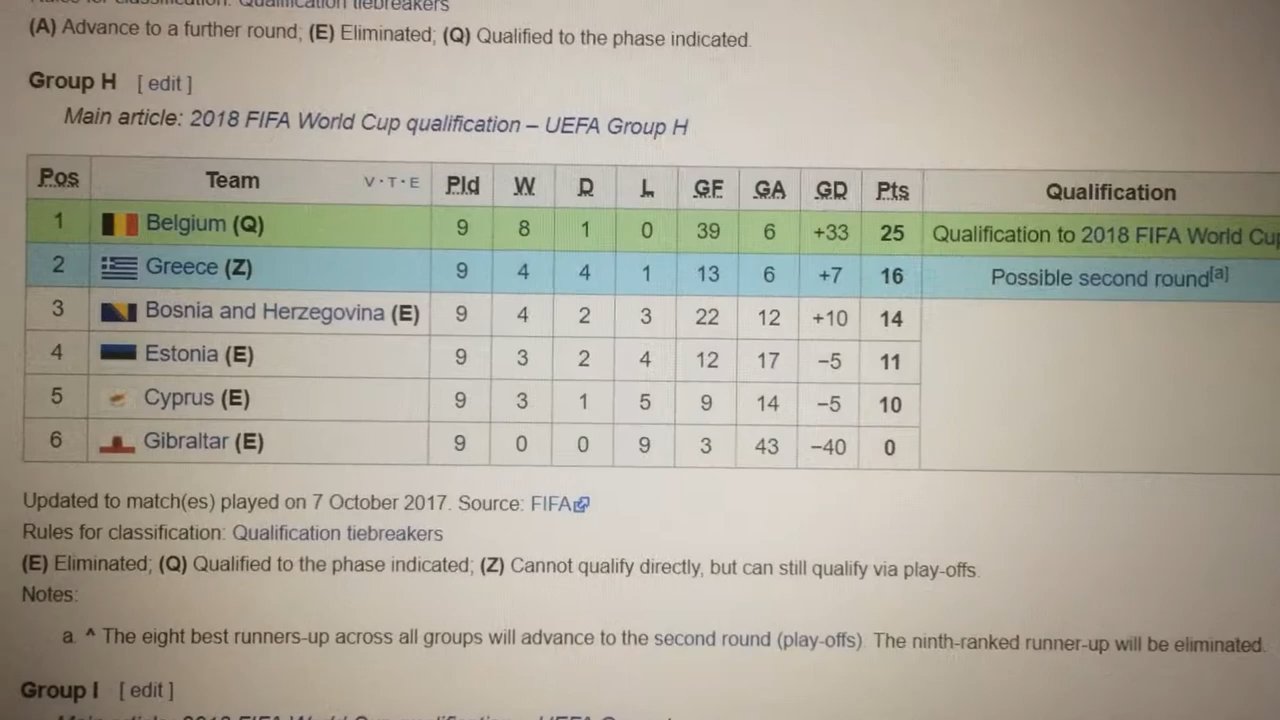 Rules for classification: Qualification tiebreakers
(A) Advance to a further round; (E) Eliminated; (Q) Qualified to the phase indicated.
Group H [ edit ]
Main article: 2018 FIFA World Cup qualification – UEFA Group H
Pos Team V·T·E Pld W D L GF GA GD Pts Qualification
1 Belgium (Q) 9 8 1 0 39 6 +33 25 Qualification to 2018 FIFA World Cup
2 Greece (Z) 9 4 4 1 13 6 +7 16 Possible second round[a]
3 Bosnia and Herzegovina (E) 9 4 2 3 22 12 +10 14
4 Estonia (E) 9 3 2 4 12 17 −5 11
5 Cyprus (E) 9 3 1 5 9 14 −5 10
6 Gibraltar (E) 9 0 0 9 3 43 −40 0
Updated to match(es) played on 7 October 2017. Source: FIFA
Rules for classification: Qualification tiebreakers
(E) Eliminated; (Q) Qualified to the phase indicated; (Z) Cannot qualify directly, but can still qualify via play-offs.
Notes:
a. ^ The eight best runners-up across all groups will advance to the second round (play-offs). The ninth-ranked runner-up will be eliminated.
Group I [ edit ]